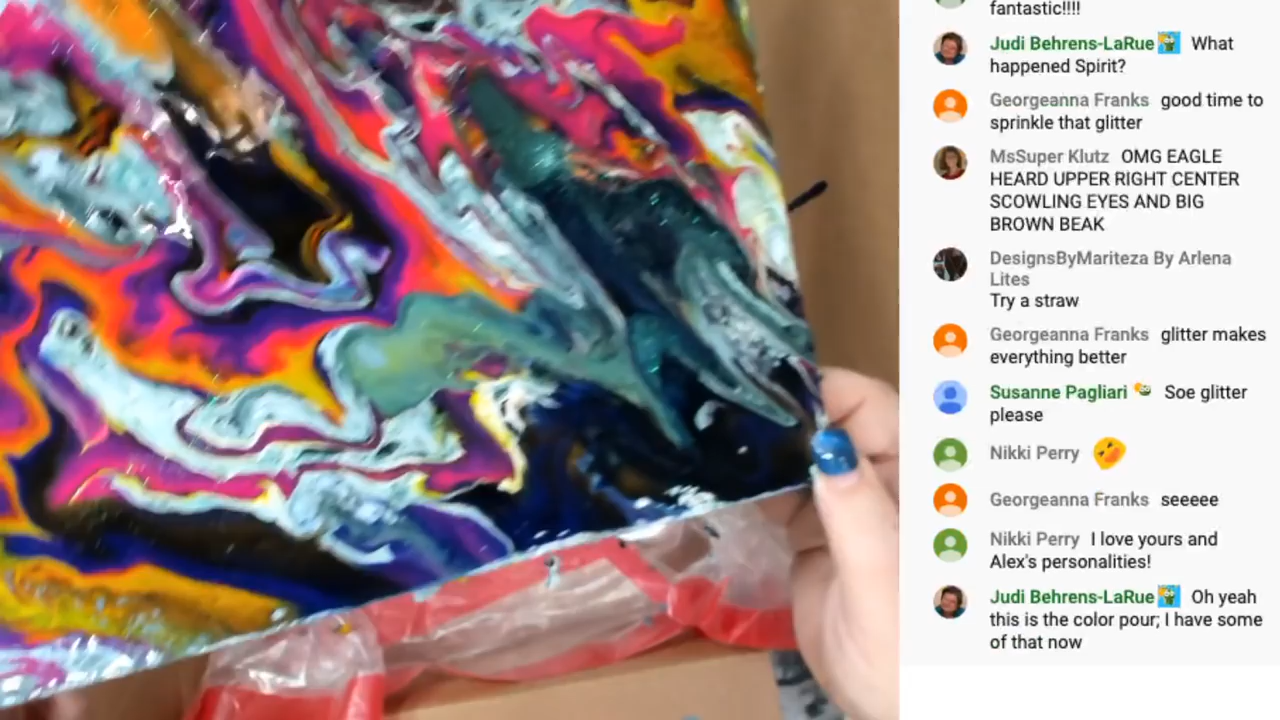 fantastic!!!!
Judi Behrens-LaRue What
happened Spirit?
Georgeanna Franks good time to
sprinkle that glitter
MsSuper Klutz OMG EAGLE
HEARD UPPER RIGHT CENTER
SCOWLING EYES AND BIG
BROWN BEAK
DesignsByMariteza By Arlena
Lites
Try a straw
Georgeanna Franks glitter makes
everything better
Susanne Pagliari Soe glitter
please
Nikki Perry
Georgeanna Franks seeeee
Nikki Perry I love yours and
Alex's personalities!
Judi Behrens-LaRue Oh yeah
this is the color pour; I have some
of that now